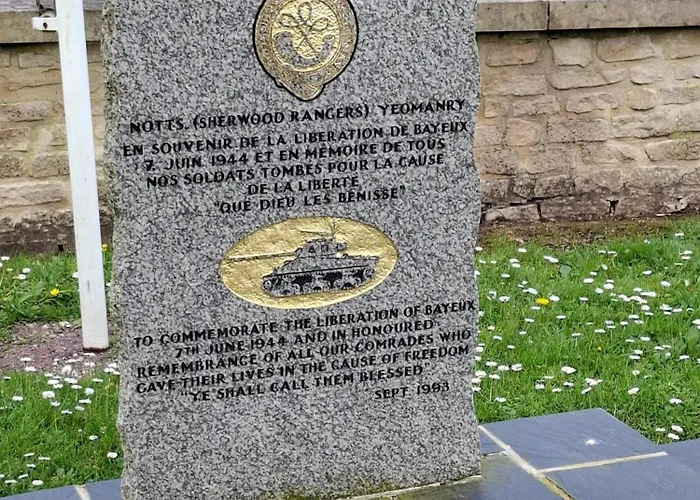 NOTTS. (SHERWOOD RANGERS) YEOMANRY
EN SOUVENIR DE LA LIBERATION DE BAYEUX
7 JUIN 1944 ET EN MÉMOIRE DE TOUS
NOS SOLDATS TOMBES POUR LA CAUSE
DE LA LIBERTE
"QUE DIEU LES BENISSE"
TO COMMEMORATE THE LIBERATION OF BAYEUX
7TH JUNE 1944 AND IN HONOURED
REMEMBRANCE OF ALL OUR COMRADES WHO
GAVE THEIR LIVES IN THE CAUSE OF FREEDOM
"YE SHALL CALL THEM BLESSED"
SEPT. 1993